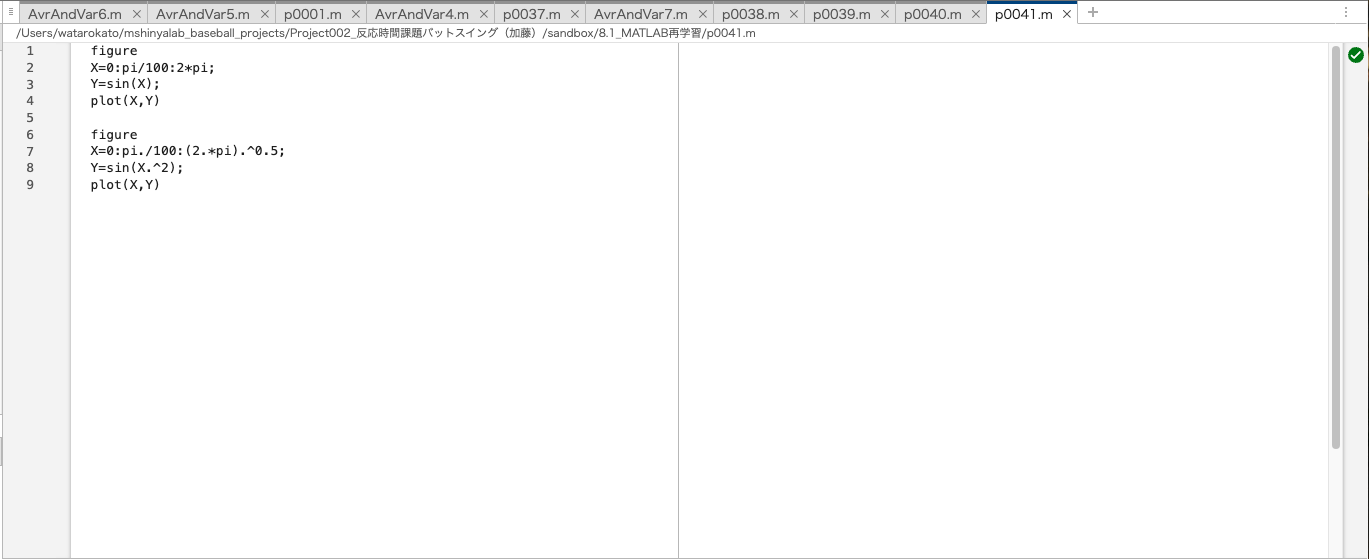 AvrAndVar6.m × AvrAndVar5.m × p0001.m × AvrAndVar4.m × p0037.m × AvrAndVar7.m × p0038.m × p0039.m × p0040.m × p0041.m × +
/Users/watarokato/mshinyalab_baseball_projects/Project002_反応時間課題バットスイング（加藤）/sandbox/8.1_MATLAB再学習/p0041.m
1 figure
2 X=0:pi/100:2*pi;
3 Y=sin(X);
4 plot(X,Y)
5
6 figure
7 X=0:pi./100:(2.*pi).^0.5;
8 Y=sin(X.^2);
9 plot(X,Y)